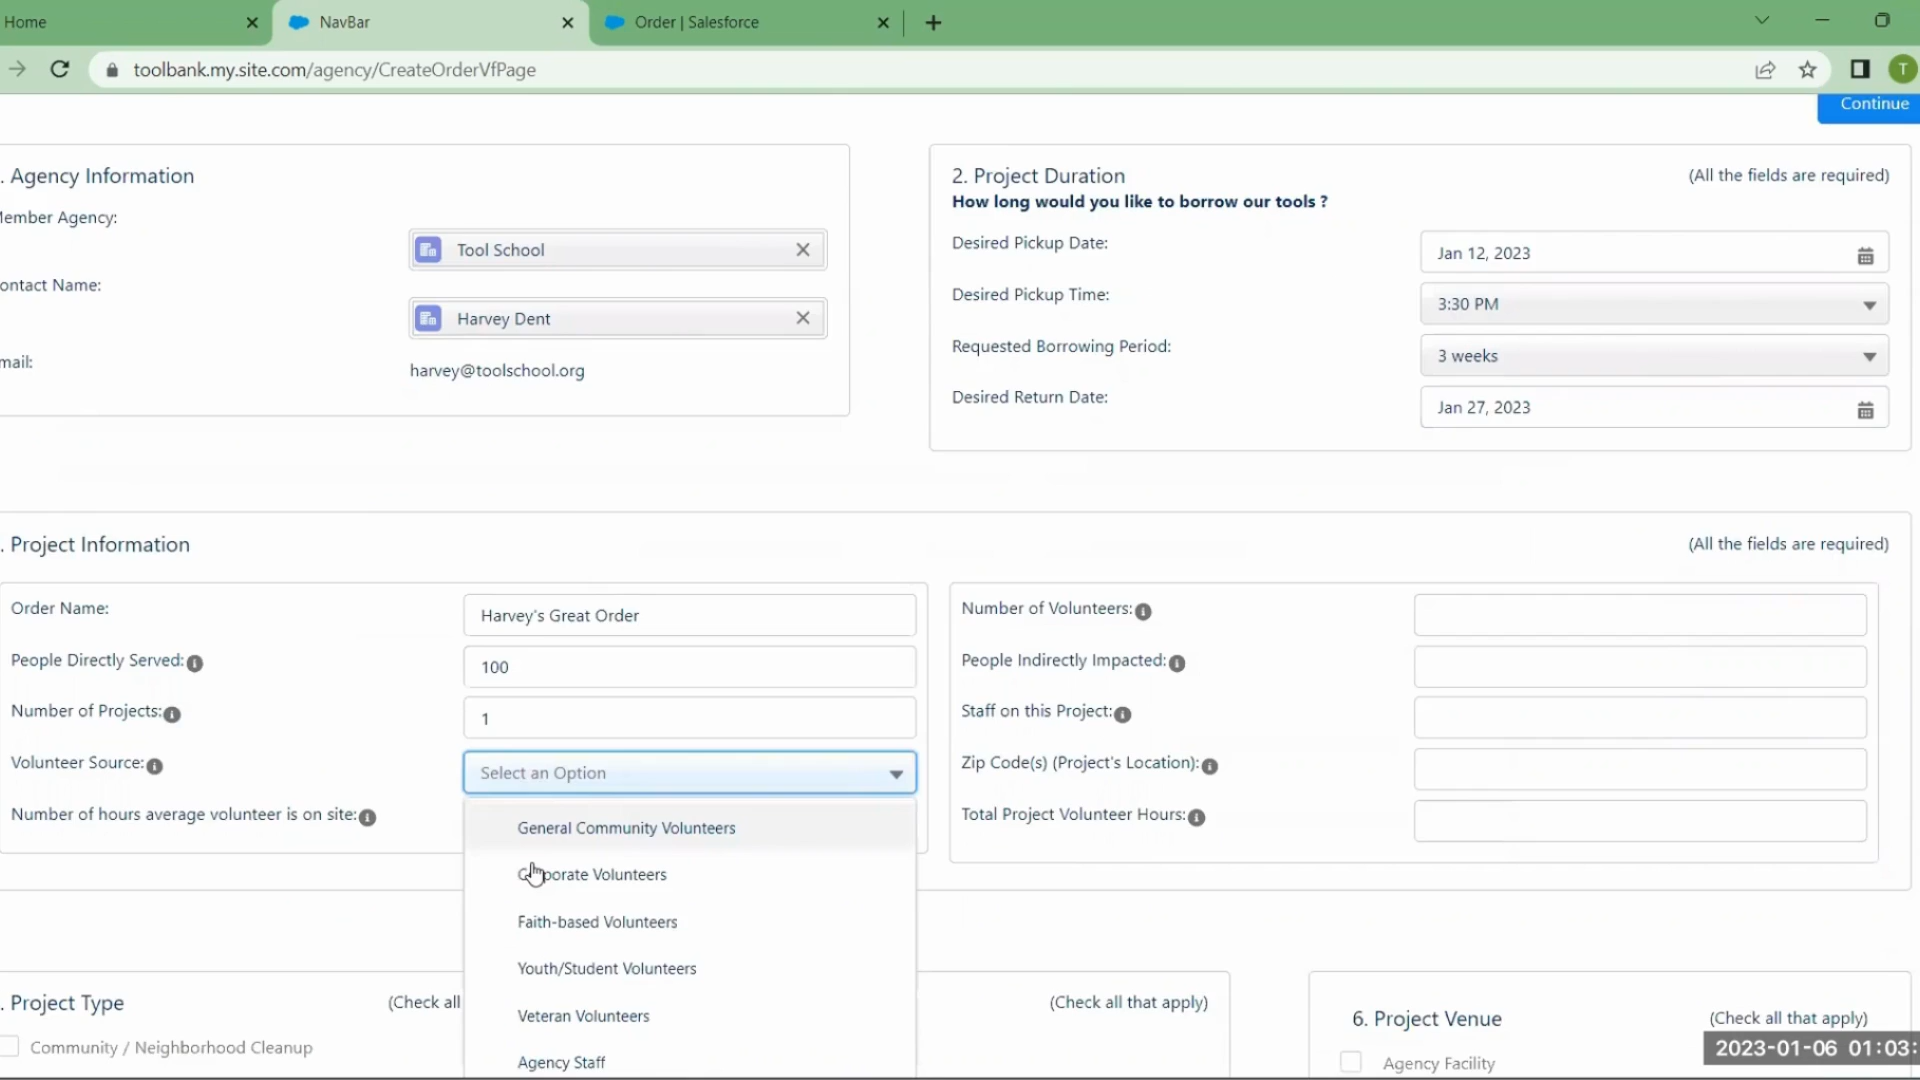 Home
NavBar
Order | Salesforce
toolbank.my.site.com/agency/CreateOrderVfPage
T
Continue
. Agency Information
Member Agency:
Tool School
ontact Name:
Harvey Dent
mail:
harvey@toolschool.org
2. Project Duration
(All the fields are required)
How long would you like to borrow our tools ?
Desired Pickup Date:
Jan 12, 2023
Desired Pickup Time:
3:30 PM
Requested Borrowing Period:
3 weeks
Desired Return Date:
Jan 27, 2023
. Project Information
(All the fields are required)
Order Name:
Harvey's Great Order
People Directly Served:
100
Number of Projects:
1
Volunteer Source:
Select an Option
Number of hours average volunteer is on site:
General Community Volunteers
Corporate Volunteers
Faith-based Volunteers
Youth/Student Volunteers
Veteran Volunteers
Agency Staff
Number of Volunteers:
People Indirectly Impacted:
Staff on this Project:
Zip Code(s) (Project's Location):
Total Project Volunteer Hours:
. Project Type
(Check all
Community / Neighborhood Cleanup
(Check all that apply)
6. Project Venue
(Check all that apply)
Agency Facility
2023-01-06 01:03: